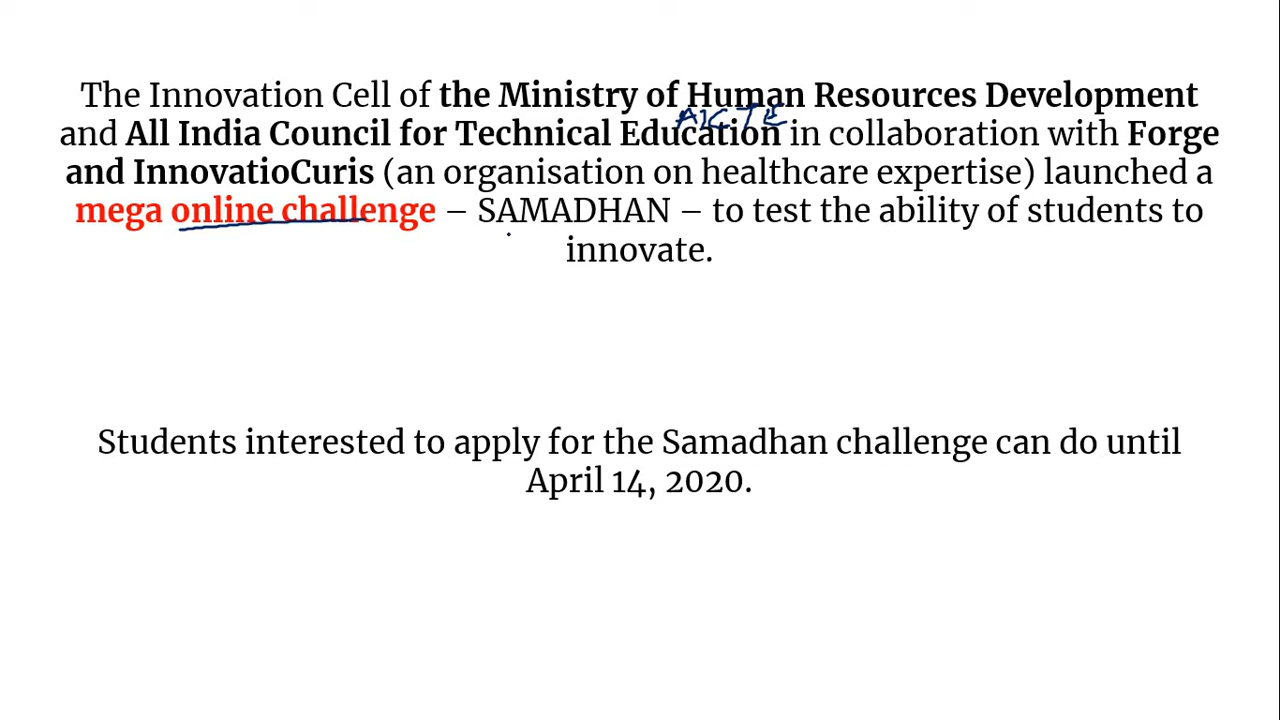 The Innovation Cell of the Ministry of Human Resources Development
AICTE
and All India Council for Technical Education in collaboration with Forge
and InnovatioCuris (an organisation on healthcare expertise) launched a
mega online challenge – SAMADHAN – to test the ability of students to
innovate.
Students interested to apply for the Samadhan challenge can do until
April 14, 2020.